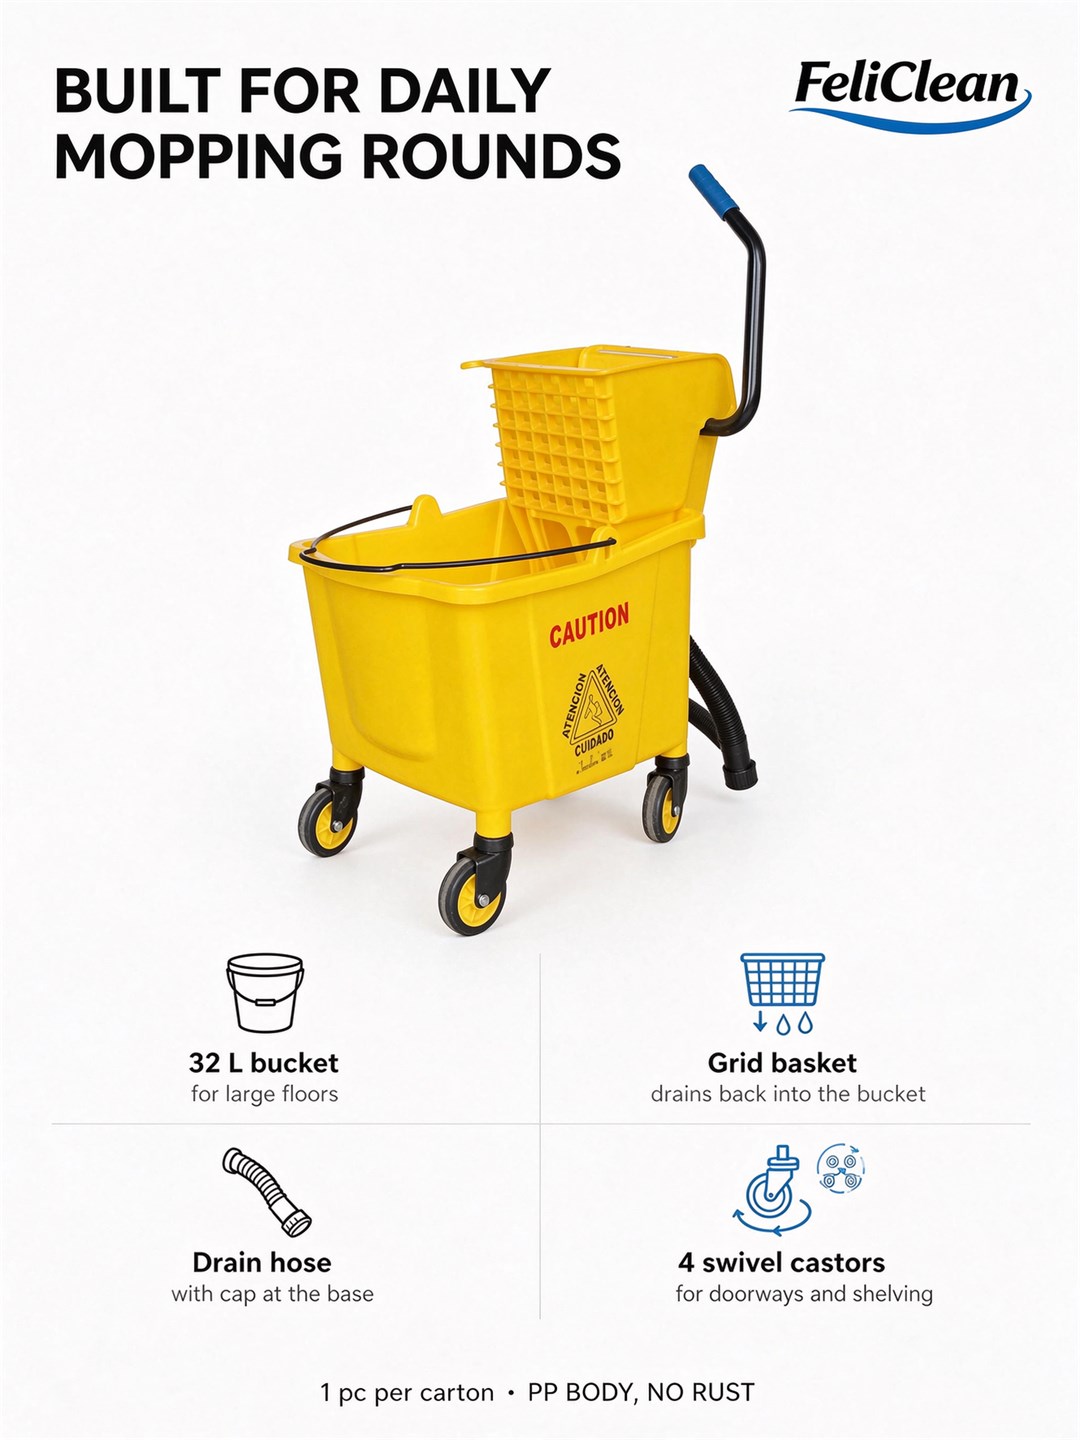 BUILT FOR DAILY
MOPPING ROUNDS
FeliClean
CAUTION
ATENCION
ATENCION
CUIDADO
32 L bucket
for large floors
Grid basket
drains back into the bucket
Drain hose
with cap at the base
4 swivel castors
for doorways and shelving
1 pc per carton • PP BODY, NO RUST